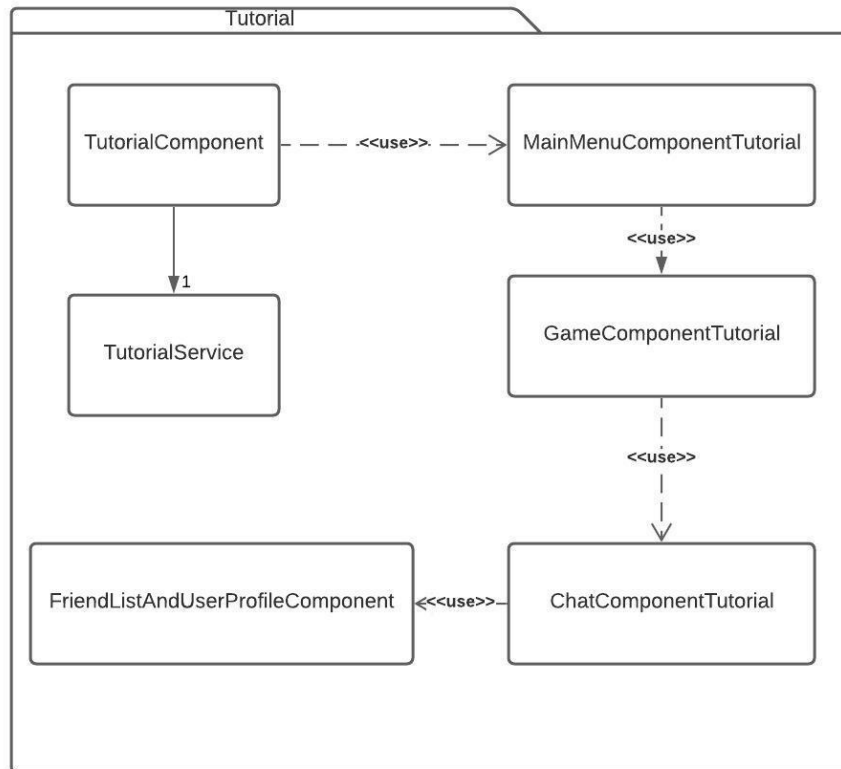 Tutorial
TutorialComponent
<<use>>
MainMenuComponentTutorial
<<use>>
1
TutorialService
GameComponentTutorial
<<use>>
FriendListAndUserProfileComponent
<<use>>
ChatComponentTutorial